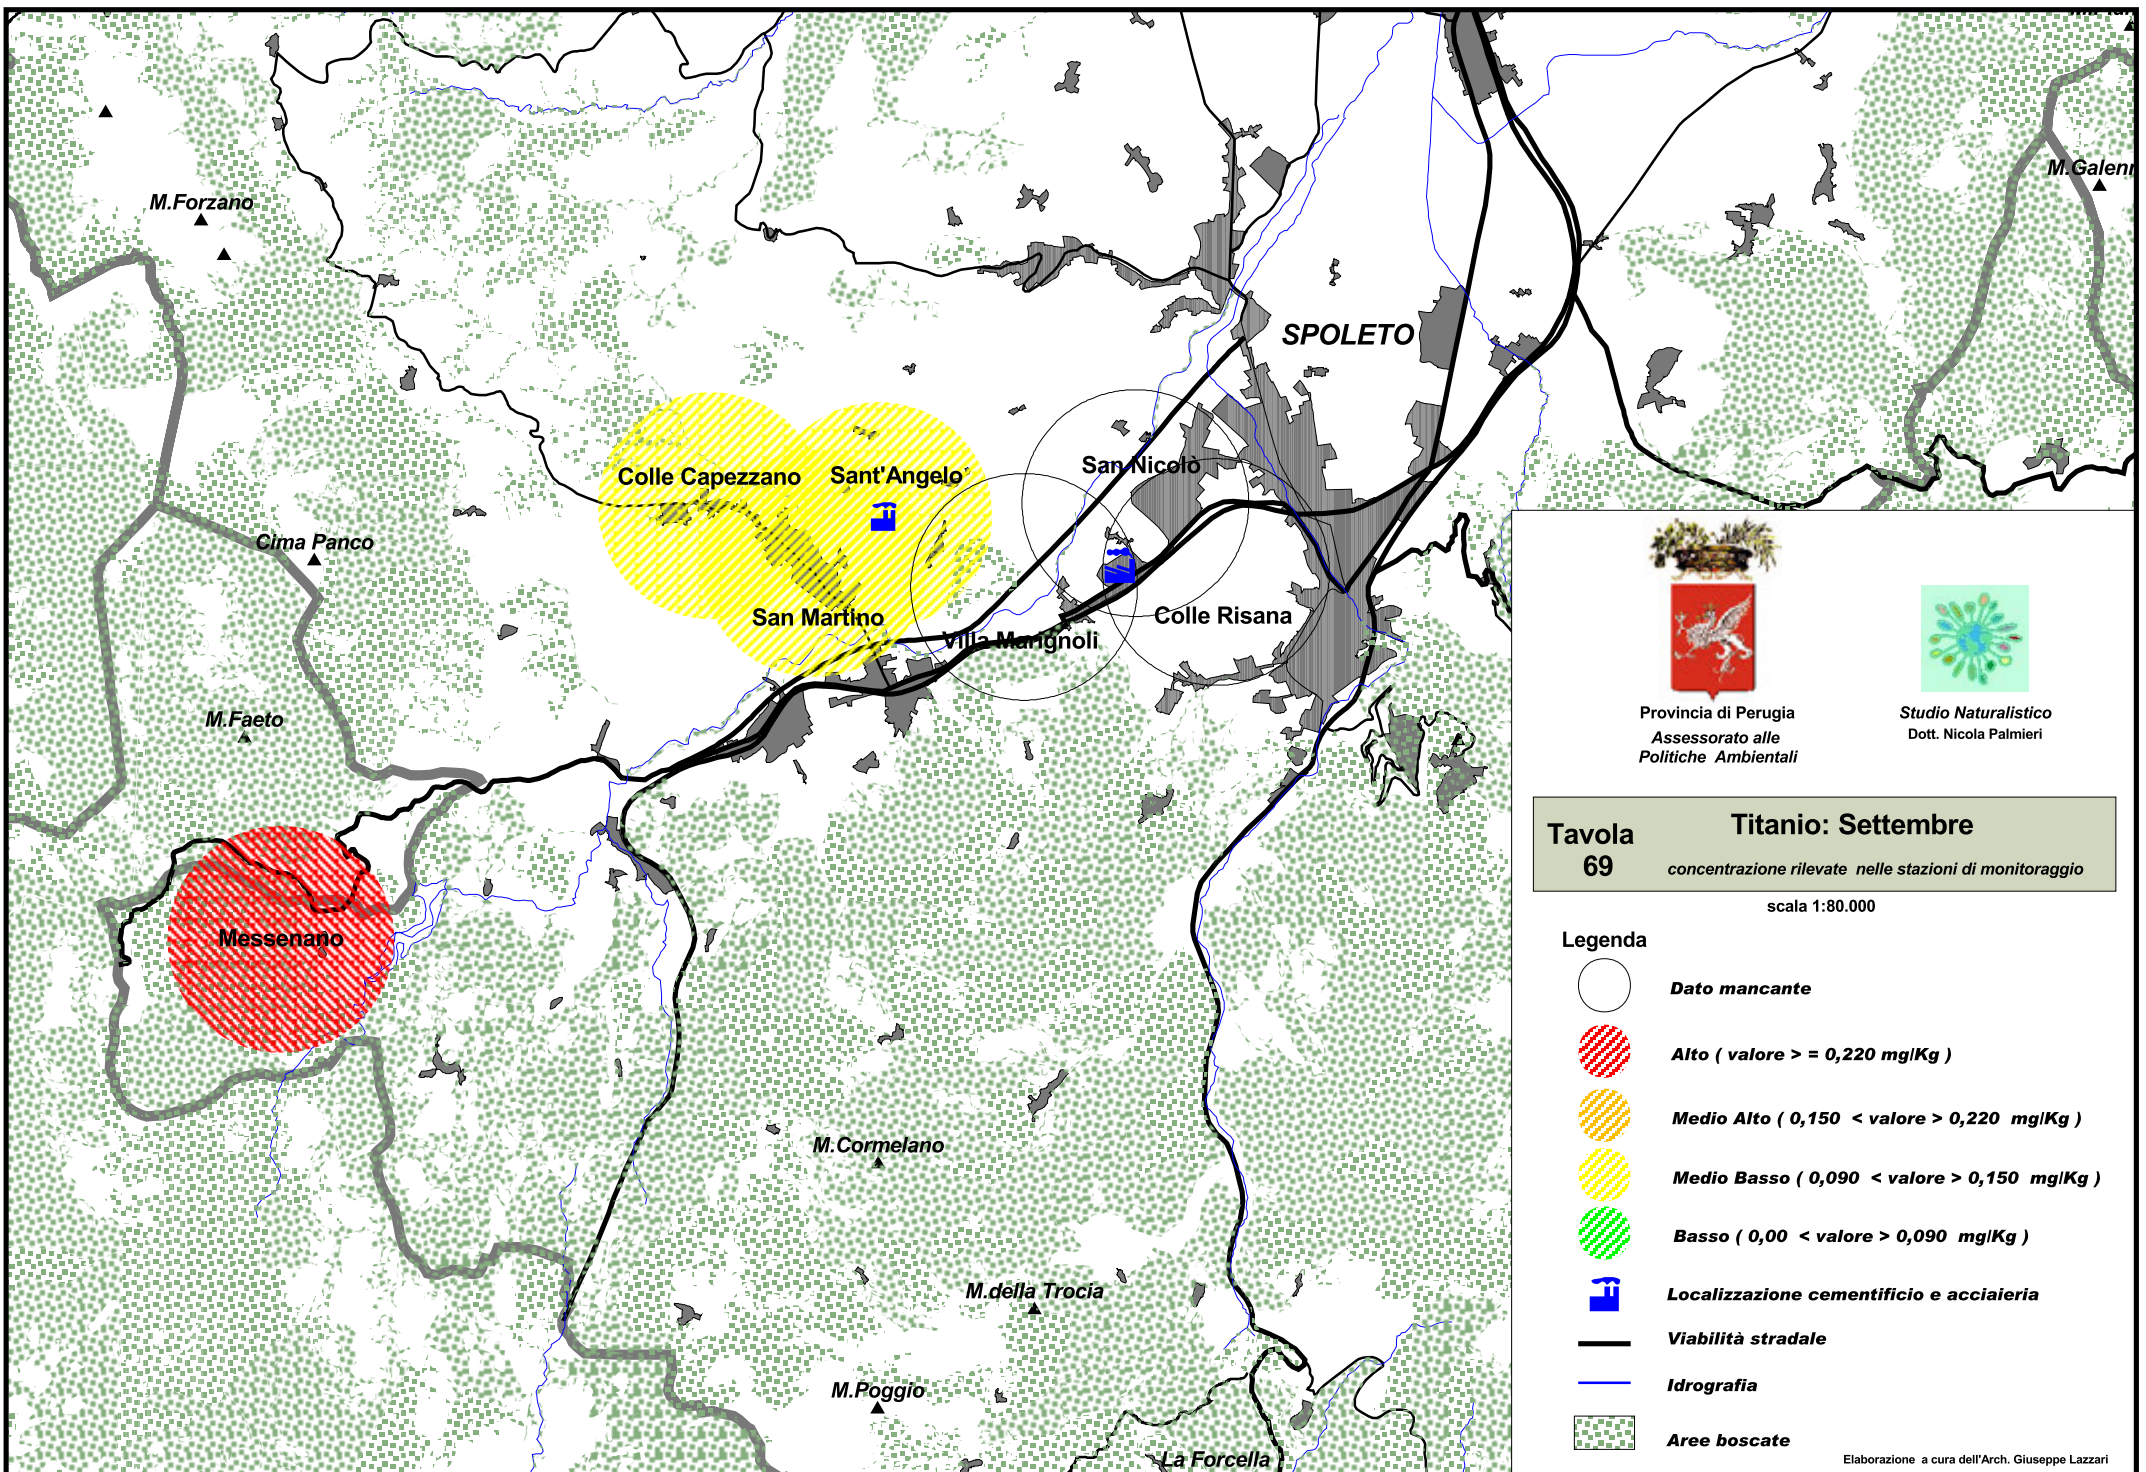 M.Forzano
M.Galenn
SPOLETO
Colle Capezzano
Sant'Angelo
San Nicolò
Cima Panco
San Martino
Villa Marignoli
Colle Risana
M.Faeto
Messenano
M.Cormelano
M.della Trocia
M.Poggio
La Forcella
Provincia di Perugia
Assessorato alle
Politiche Ambientali
Studio Naturalistico
Dott. Nicola Palmieri
Tavola
69
Titanio: Settembre
concentrazione rilevate nelle stazioni di monitoraggio
scala 1:80.000
Legenda
Dato mancante
Alto ( valore > = 0,220 mg/Kg )
Medio Alto ( 0,150 < valore > 0,220 mg/Kg )
Medio Basso ( 0,090 < valore > 0,150 mg/Kg )
Basso ( 0,00 < valore > 0,090 mg/Kg )
Localizzazione cementificio e acciaieria
Viabilità stradale
Idrografia
Aree boscate
Elaborazione a cura dell'Arch. Giuseppe Lazzari